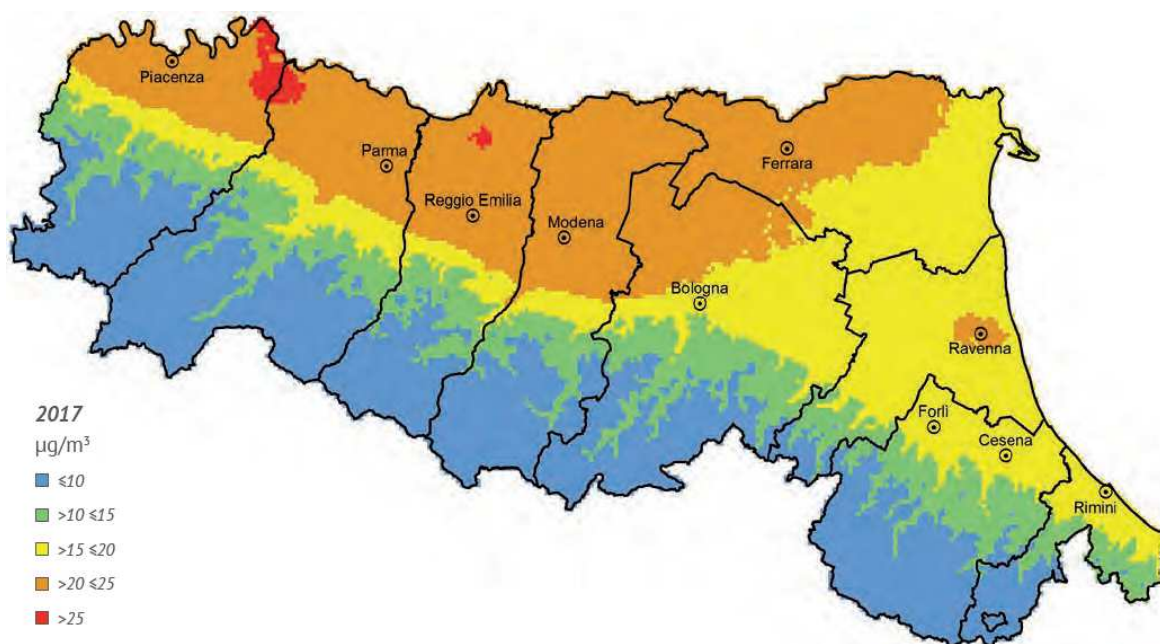 Piacenza
Parma
Ferrara
Reggio Emilia
Modena
Bologna
Ravenna
Forlì
Cesena
Rimini
2017
µg/m³
≤10
>10 ≤15
>15 ≤20
>20 ≤25
>25